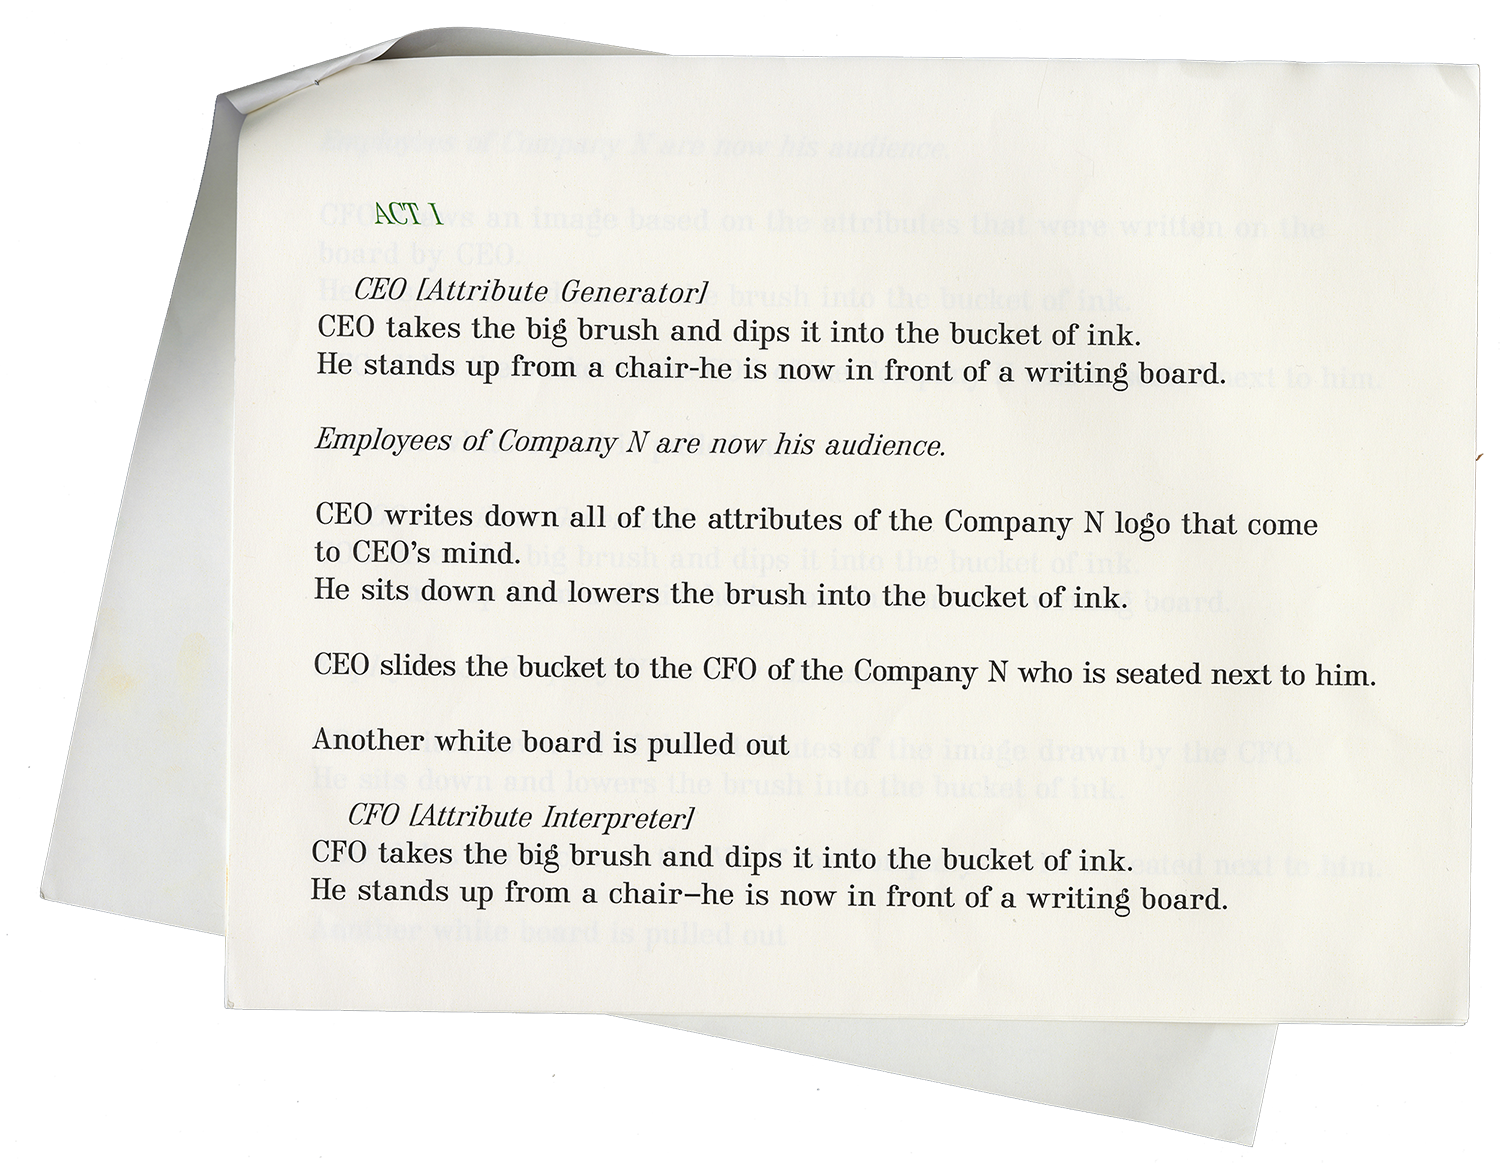 ACT I
CEO [Attribute Generator]
CEO takes the big brush and dips it into the bucket of ink.
He stands up from a chair-he is now in front of a writing board.
Employees of Company N are now his audience.
CEO writes down all of the attributes of the Company N logo that come
to CEO’s mind.
He sits down and lowers the brush into the bucket of ink.
CEO slides the bucket to the CFO of the Company N who is seated next to him.
Another white board is pulled out
CFO [Attribute Interpreter]
CFO takes the big brush and dips it into the bucket of ink.
He stands up from a chair–he is now in front of a writing board.